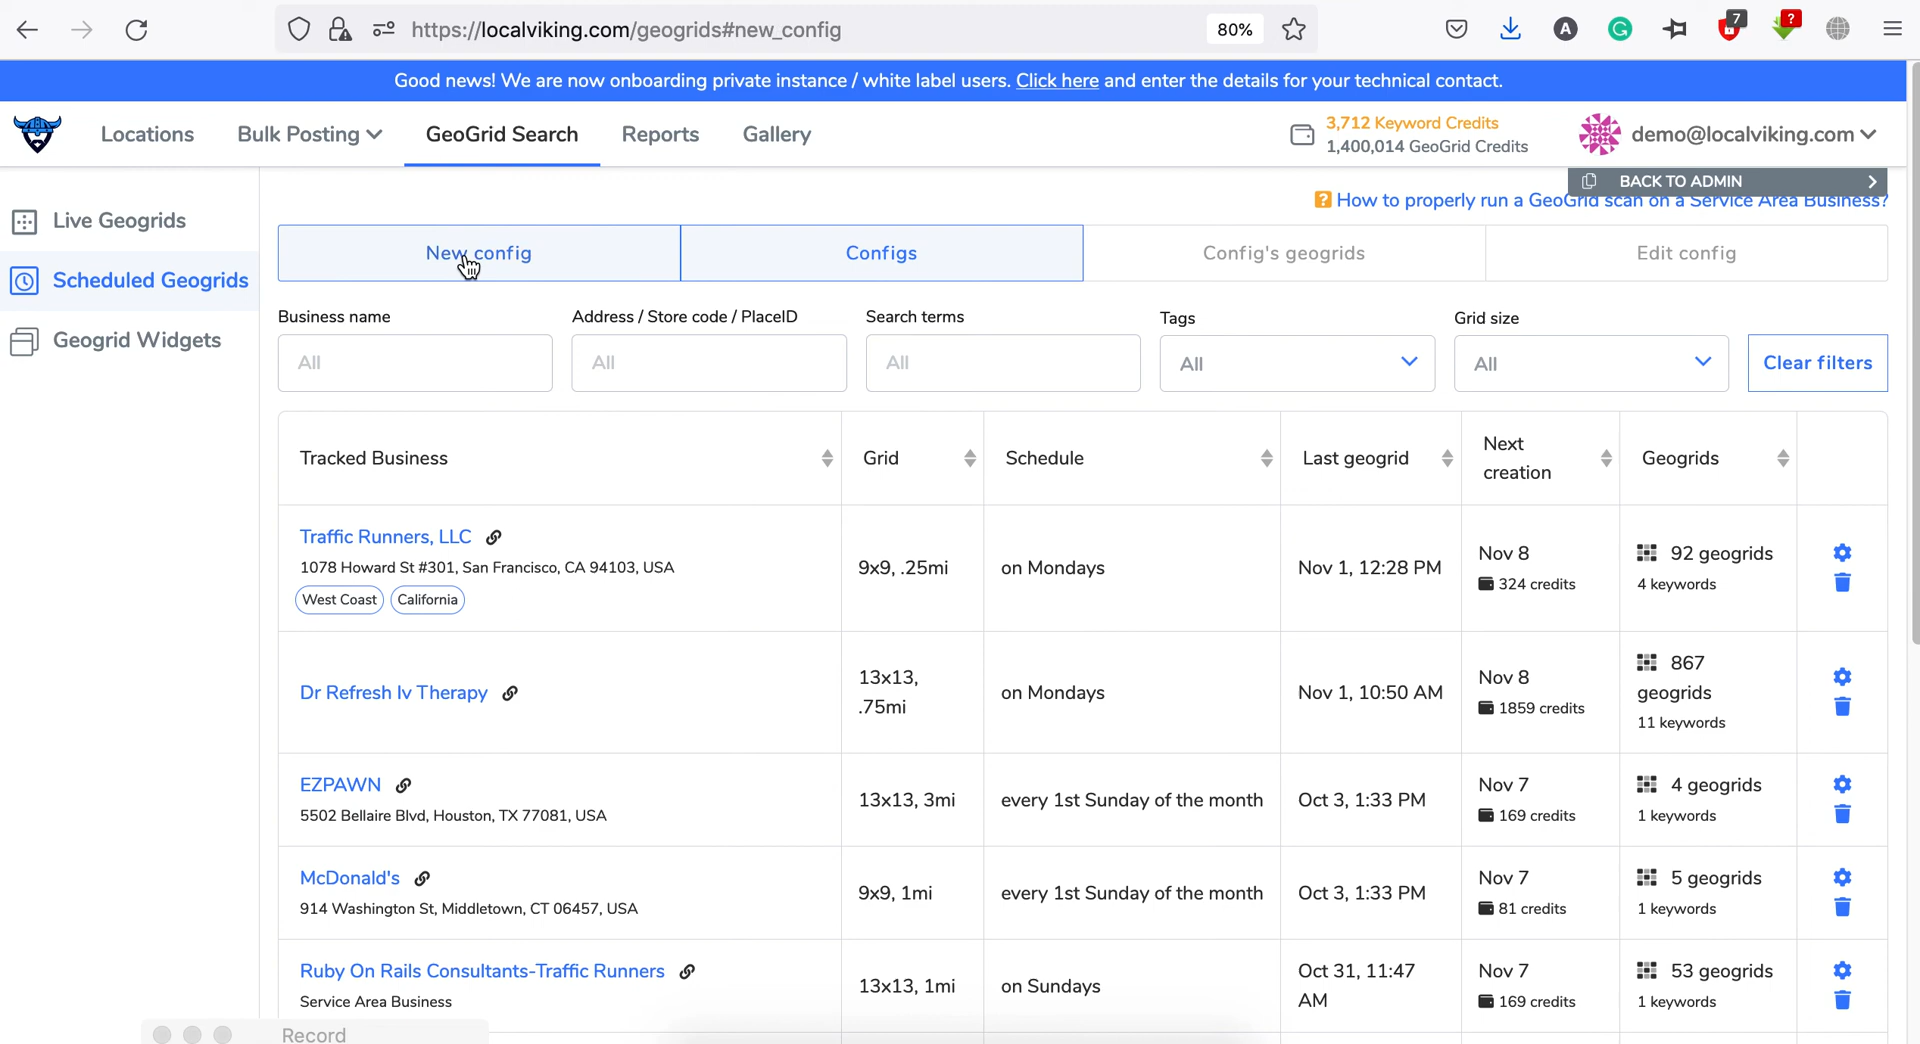 https://localviking.com/geogrids#new_config
80%
A
G
7
?
Good news! We are now onboarding private instance / white label users. Click here and enter the details for your technical contact.
Locations
Bulk Posting
GeoGrid Search
Reports
Gallery
3,712 Keyword Credits
1,400,014 GeoGrid Credits
demo@localviking.com
BACK TO ADMIN
? How to properly run a GeoGrid scan on a Service Area Business?
Live Geogrids
Scheduled Geogrids
Geogrid Widgets
New config
Configs
Config's geogrids
Edit config
Business name
Address / Store code / PlaceID
Search terms
Tags
Grid size
All
All
All
All
All
Clear filters
Tracked Business
Grid
Schedule
Last geogrid
Next
creation
Geogrids
Traffic Runners, LLC
1078 Howard St #301, San Francisco, CA 94103, USA
West Coast
California
9x9, .25mi
on Mondays
Nov 1, 12:28 PM
Nov 8
324 credits
92 geogrids
4 keywords
Dr Refresh Iv Therapy
13x13,
.75mi
on Mondays
Nov 1, 10:50 AM
Nov 8
1859 credits
867
geogrids
11 keywords
EZPAWN
5502 Bellaire Blvd, Houston, TX 77081, USA
13x13, 3mi
every 1st Sunday of the month
Oct 3, 1:33 PM
Nov 7
169 credits
4 geogrids
1 keywords
McDonald's
914 Washington St, Middletown, CT 06457, USA
9x9, 1mi
every 1st Sunday of the month
Oct 3, 1:33 PM
Nov 7
81 credits
5 geogrids
1 keywords
Ruby On Rails Consultants-Traffic Runners
Service Area Business
13x13, 1mi
on Sundays
Oct 31, 11:47
AM
Nov 7
169 credits
53 geogrids
1 keywords
Record